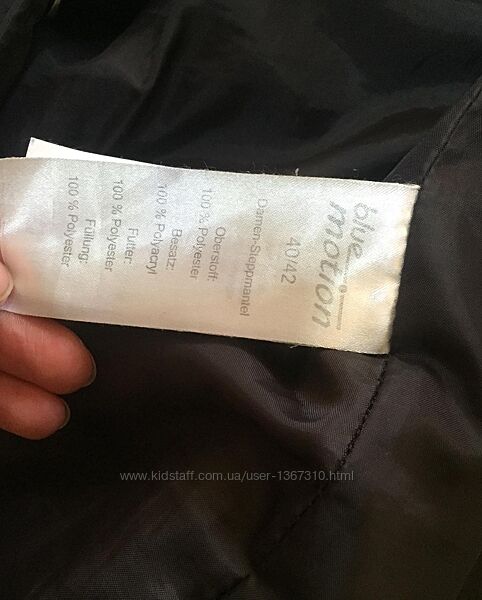 blue
motion
40/42
Damen-Steppmantel
Oberstoff:
100 % Polyester
Besatz:
100 % Polyacryl
Futter:
100 % Polyester
Füllung:
100 % Polyester
www.kidstaff.com.ua/user-1367310.html